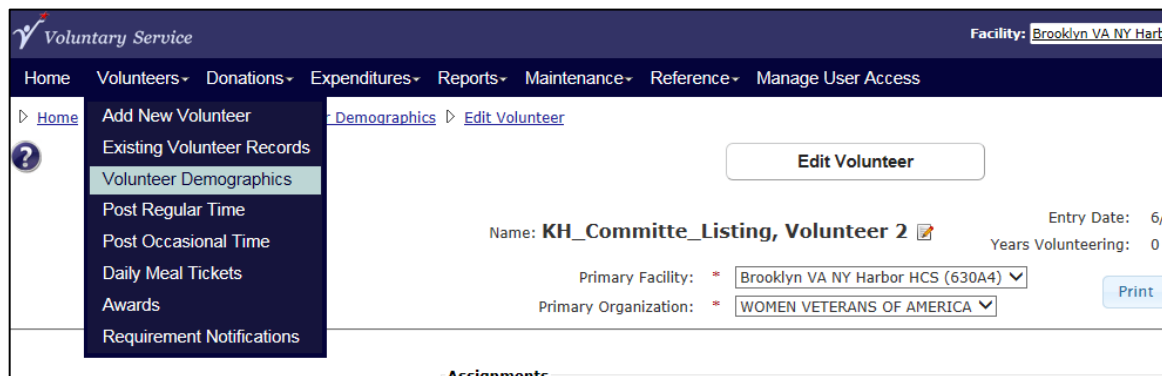 Voluntary Service
Facility: Brooklyn VA NY Harb
Home Volunteers Donations Expenditures Reports Maintenance Reference Manage User Access
Home r Demographics Edit Volunteer
Add New Volunteer
Existing Volunteer Records
Volunteer Demographics
Post Regular Time
Post Occasional Time
Daily Meal Tickets
Awards
Requirement Notifications
?
Edit Volunteer
Name: KH_Committe_Listing, Volunteer 2
Entry Date: 6/
Years Volunteering: 0
Primary Facility: * Brooklyn VA NY Harbor HCS (630A4)
Primary Organization: * WOMEN VETERANS OF AMERICA
Print
Assignments